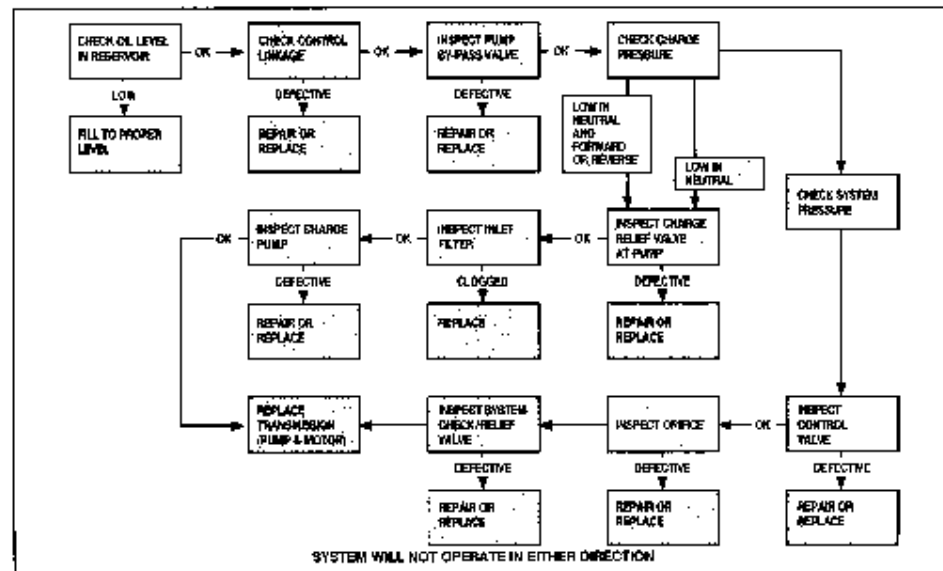 CHECK OIL LEVEL
IN RESERVOIR
OK
CHECK CONTROL
LINKAGE
OK
INSPECT PUMP
BY-PASS VALVE
OK
CHECK CHARGE
PRESSURE
LOW
DEFECTIVE
DEFECTIVE
LOW IN
NEUTRAL
AND
FORWARD
OR REVERSE
LOW IN
NEUTRAL
FILL TO PROPER
LEVEL
REPAIR OR
REPLACE
REPAIR OR
REPLACE
CHECK SYSTEM
PRESSURE
OK
INSPECT CHARGE
PUMP
OK
INSPECT INLET
FILTER
OK
INSPECT CHARGE
RELIEF VALVE
AT PUMP
DEFECTIVE
CLOGGED
DEFECTIVE
REPAIR OR
REPLACE
REPLACE
REPAIR OR
REPLACE
REPLACE
TRANSMISSION
(PUMP & MOTOR)
INSPECT SYSTEM
CHECK/RELIEF
VALVE
INSPECT ORIFICE
OK
INSPECT
CONTROL
VALVE
DEFECTIVE
DEFECTIVE
DEFECTIVE
REPAIR OR
REPLACE
REPAIR OR
REPLACE
REPAIR OR
REPLACE
SYSTEM WILL NOT OPERATE IN EITHER DIRECTION